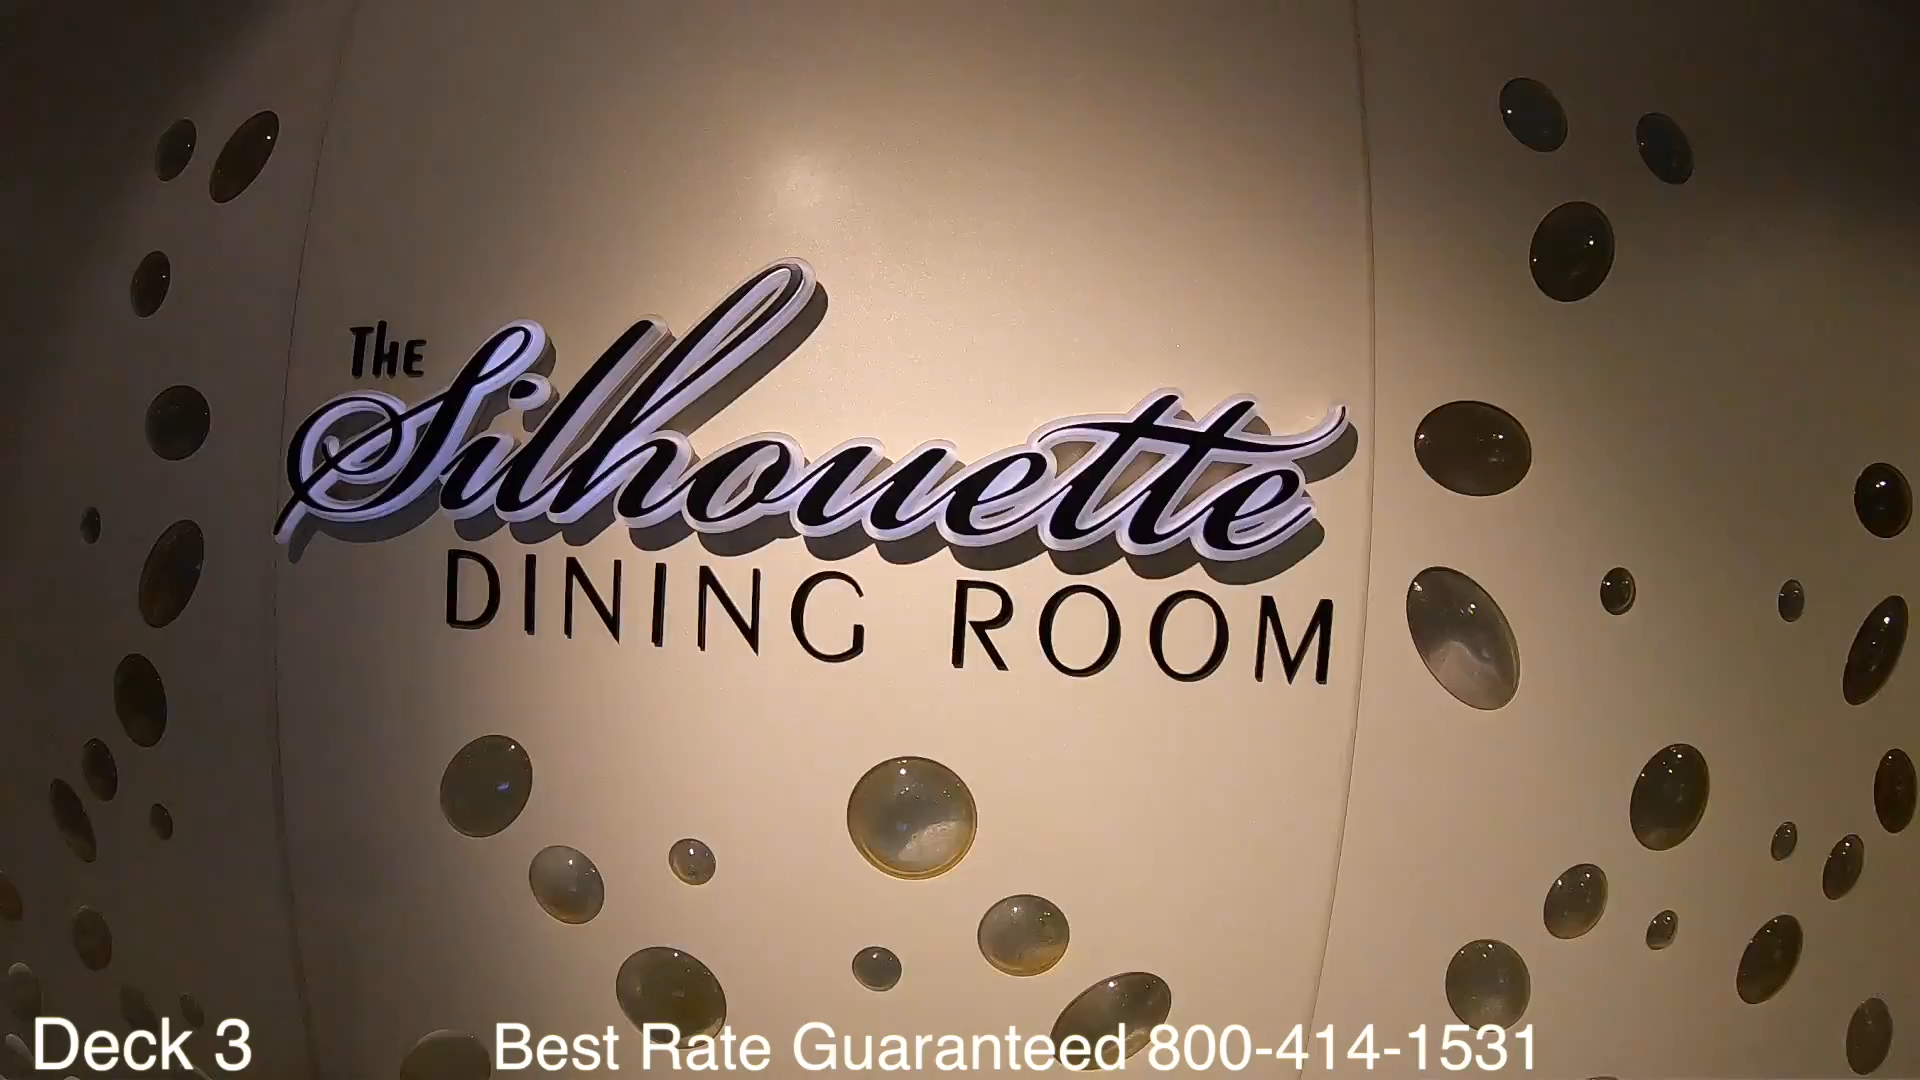 The
Silhouette
DINING ROOM
Deck 3
Best Rate Guaranteed 800-414-1531